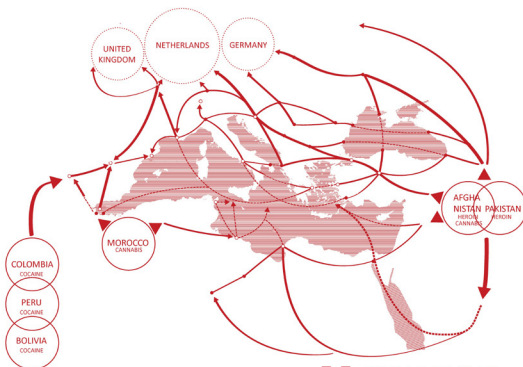 UNITED
KINGDOM
NETHERLANDS
GERMANY
AFGHA
NISTAN
HEROIN
CANNABIS
PAKISTAN
HEROIN
MOROCCO
CANNABIS
COLOMBIA
COCAINE
PERU
COCAINE
BOLIVIA
COCAINE